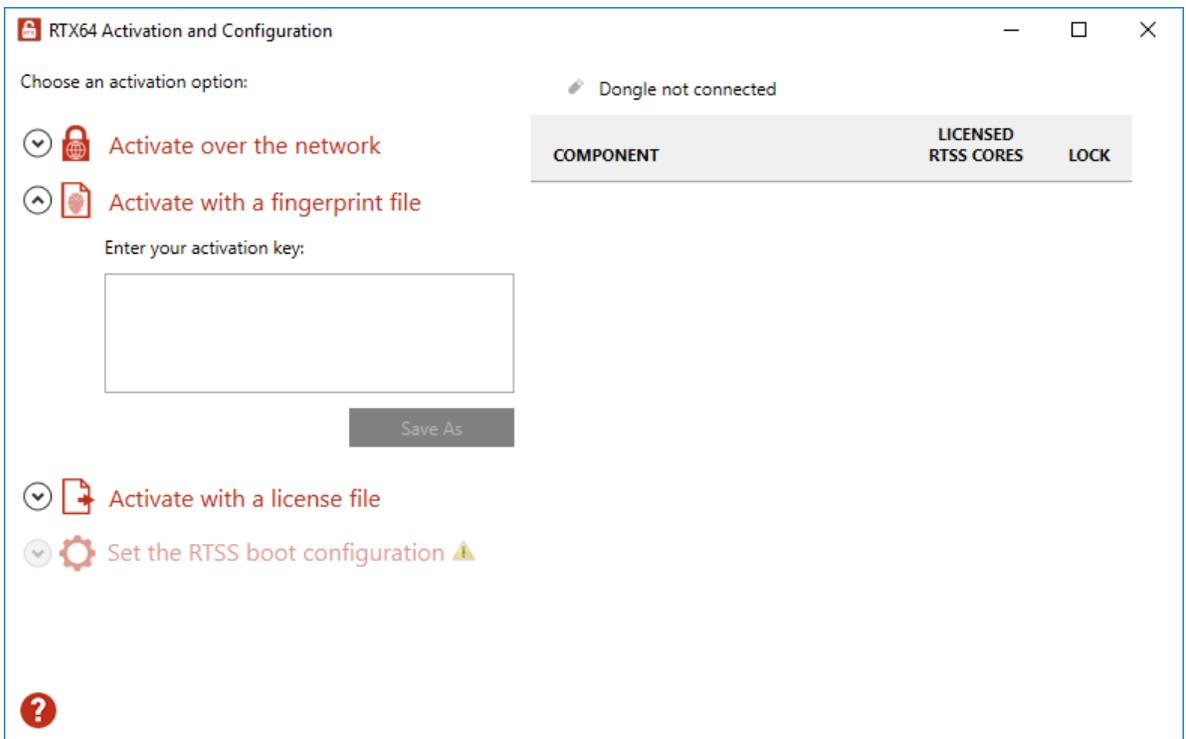 RTX64 Activation and Configuration
Choose an activation option:
Dongle not connected
Activate over the network
COMPONENT
LICENSED
RTSS CORES
LOCK
Activate with a fingerprint file
Enter your activation key:
Save As
Activate with a license file
Set the RTSS boot configuration
?